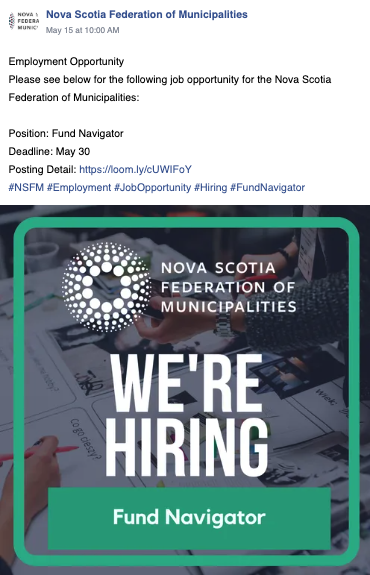 NOVA S
FEDERA
MUNIC
Nova Scotia Federation of Municipalities
May 15 at 10:00 AM
Employment Opportunity
Please see below for the following job opportunity for the Nova Scotia
Federation of Municipalities:
Position: Fund Navigator
Deadline: May 30
Posting Detail: https://loom.ly/cUWIFoY
#NSFM #Employment #JobOpportunity #Hiring #FundNavigator
NOVA SCOTIA
FEDERATION OF
MUNICIPALITIES
WE'RE
HIRING
Fund Navigator